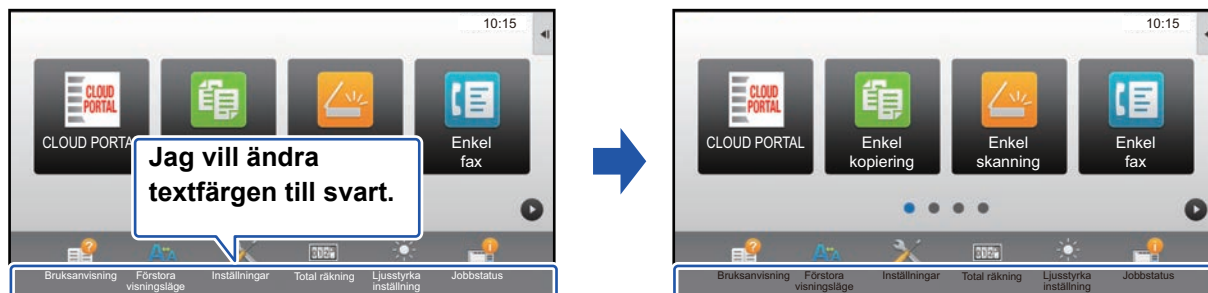 10:15
CLOUD
PORTAL
CLOUD PORTA
Enkel
fax
Jag vill ändra
textfärgen till svart.
Bruksanvisning
Förstora
visningsläge
Inställningar
Total räkning
Ljusstyrka
inställning
Jobbstatus
10:15
CLOUD
PORTAL
CLOUD PORTAL
Enkel
kopiering
Enkel
skanning
Enkel
fax
Bruksanvisning
Förstora
visningsläge
Inställningar
Total räkning
Ljusstyrka
inställning
Jobbstatus